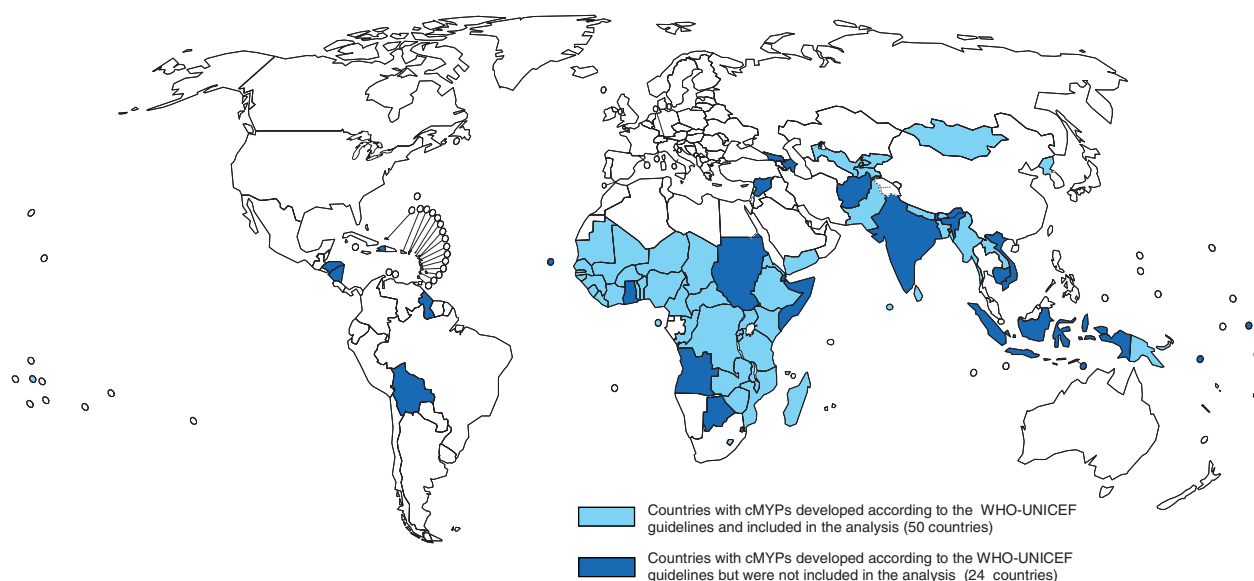 Countries with cMYPs developed according to the WHO-UNICEF
guidelines and included in the analysis (50 countries)
Countries with cMYPs developed according to the WHO-UNICEF
guidelines but were not included in the analysis (24 countries)